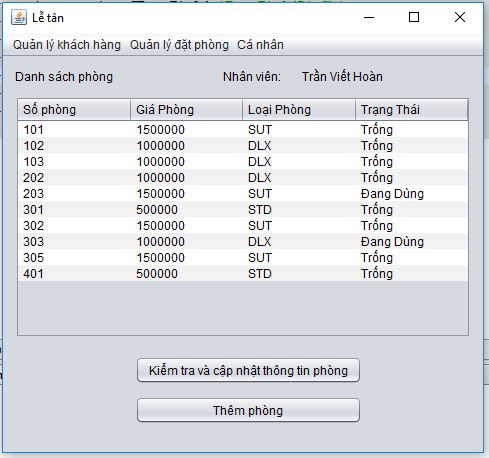 Lễ tân
Quản lý khách hàng Quản lý đặt phòng Cá nhân
Danh sách phòng Nhân viên: Trần Viết Hoàn
Số phòng Giá Phòng Loại Phòng Trạng Thái
101 1500000 SUT Trống
102 1000000 DLX Trống
103 1000000 DLX Trống
202 1000000 DLX Trống
203 1500000 SUT Đang Dùng
301 500000 STD Trống
302 1500000 SUT Trống
303 1000000 DLX Đang Dùng
305 1500000 SUT Trống
401 500000 STD Trống
Kiểm tra và cập nhật thông tin phòng
Thêm phòng